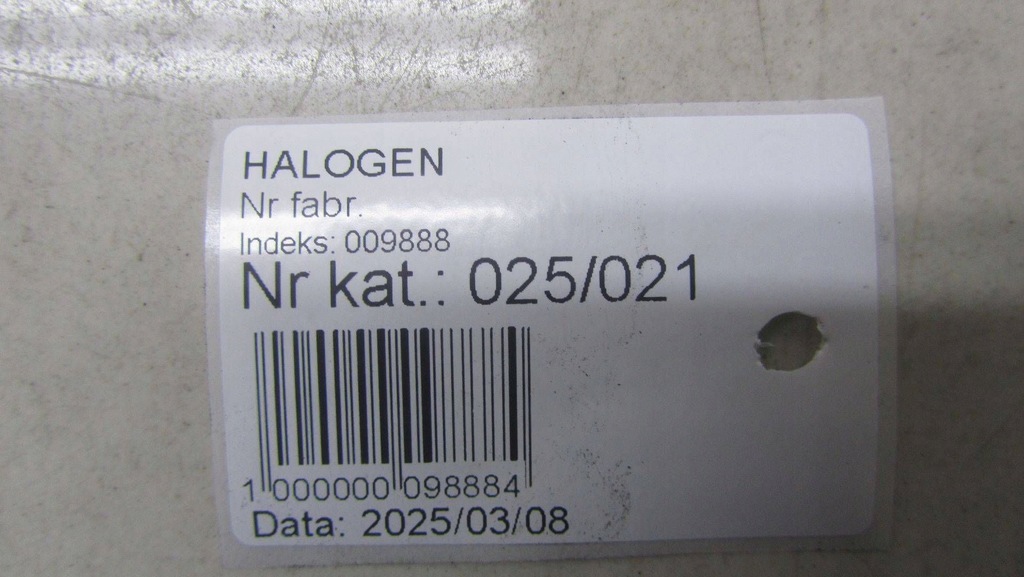 HALOGEN
Nr fabr.
Indeks: 009888
Nr kat.: 025/021
1 000000 098884
Data: 2025/03/08